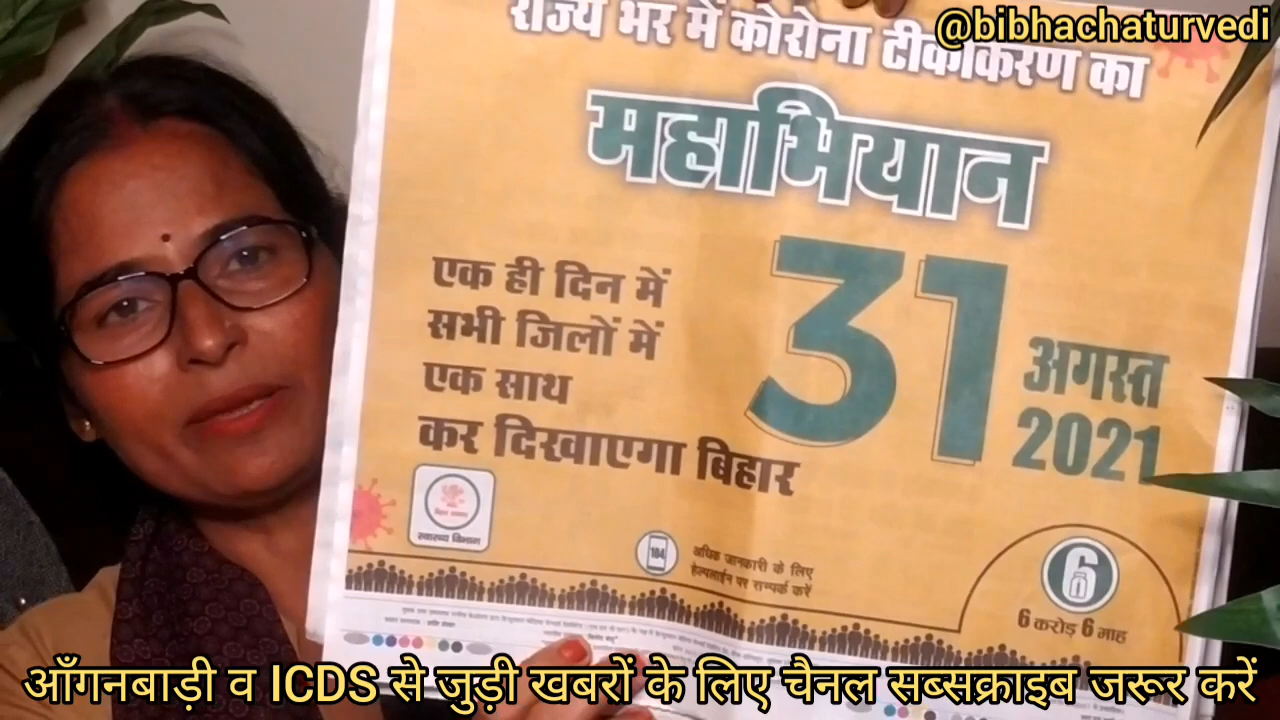 @bibhachaturvedi
राज्य भर में कोरोना टीकाकरण का
महाभियान
31
अगस्त
2021
एक ही दिन में
सभी जिलों में
एक साथ
कर दिखाएगा बिहार
स्वास्थ्य विभाग
104
अधिक जानकारी के लिए
हेल्पलाईन पर सम्पर्क करें
6
6 करोड़ 6 माह
आँगनबाड़ी व ICDS से जुड़ी खबरों के लिए चैनल सब्सक्राइब जरूर करें